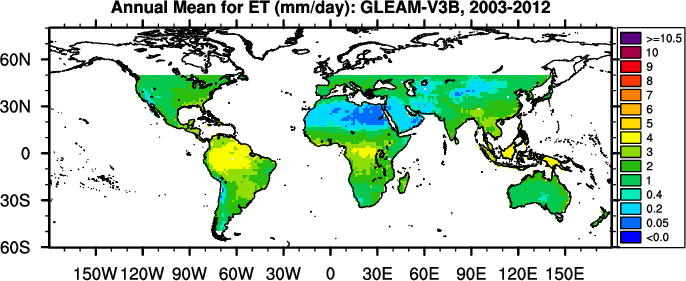 Annual Mean for ET (mm/day): GLEAM-V3B, 2003-2012
60N
30N
0
30S
60S
150W 120W 90W 60W 30W 0 30E 60E 90E 120E 150E
>=10.5
10
9
8
7
6
5
4
3
2
1
0.4
0.2
0.05
<0.0